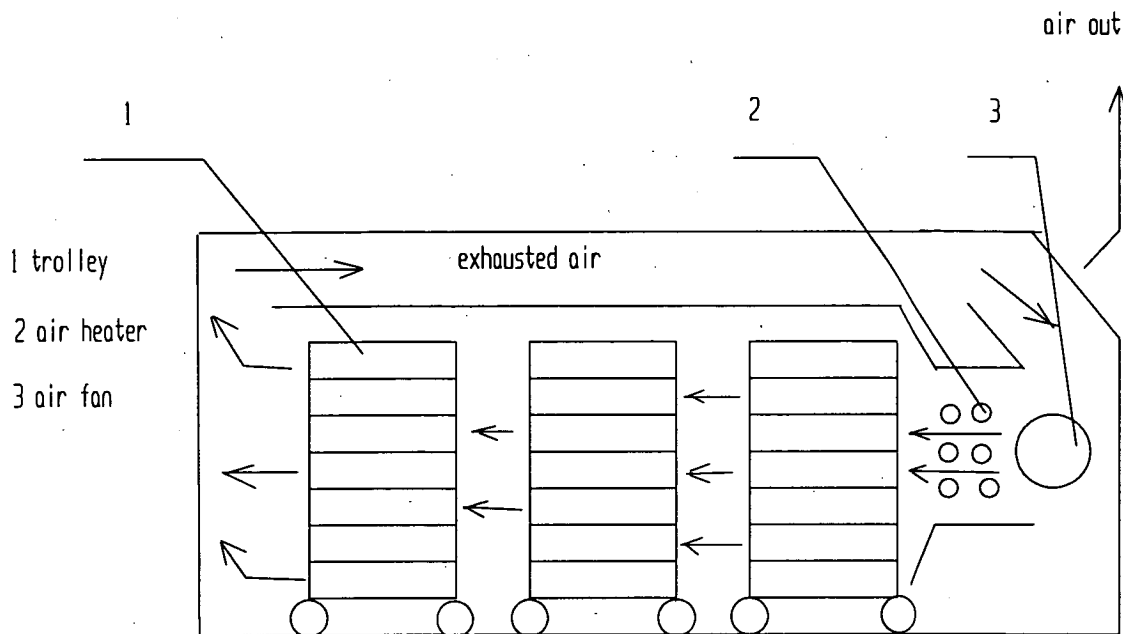 air out
1
2
3
exhausted air
1 trolley
2 air heater
3 air fan